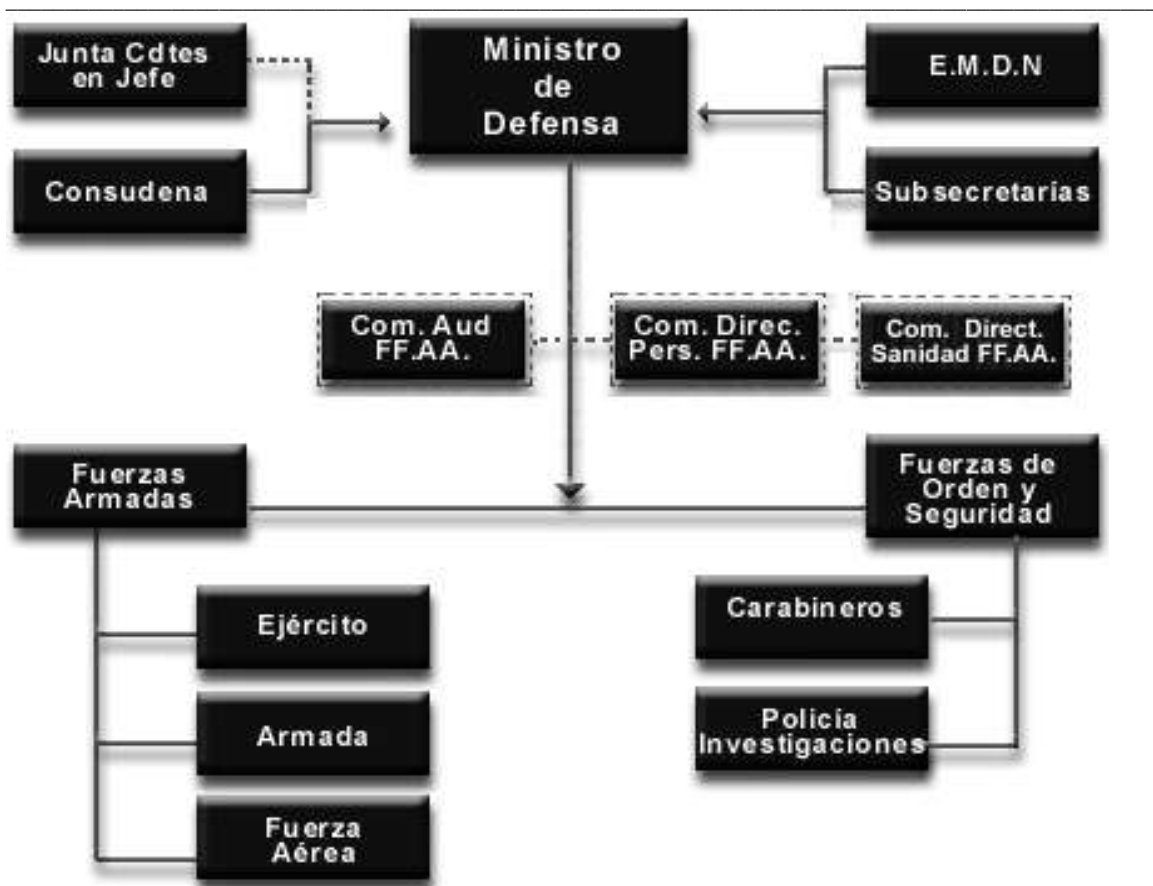 Junta Cdtes
en Jefe
Ministro
de
Defensa
E.M.D.N
Consudena
Subsecretarías
Com. Aud
FF.AA.
Com. Direc.
Pers. FF.AA.
Com. Direct.
Sanidad FF.AA.
Fuerzas
Armadas
Fuerzas de
Orden y
Seguridad
Ejército
Armada
Fuerza
Aérea
Carabineros
Policía
Investigaciones